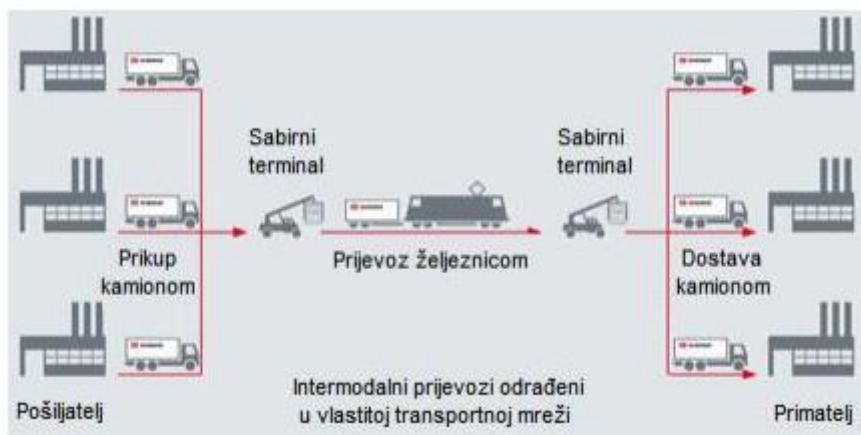 Sabirni
terminal
Sabirni
terminal
Prikup
kamionom
Prijevoz željeznicom
Dostava
kamionom
Intermodalni prijevozi odrađeni
u vlastitoj transportnoj mreži
Pošiljatelj
Primatelj